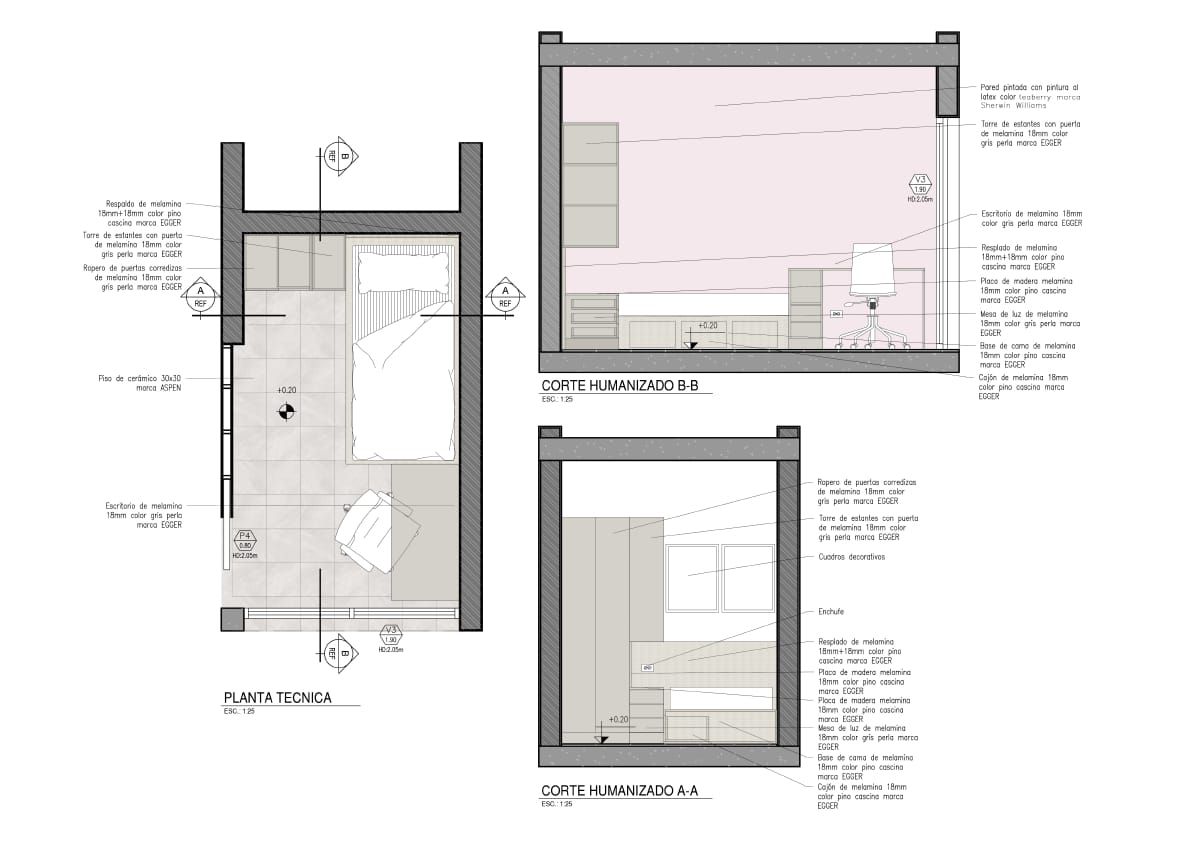 B
REF
Respaldo de melamina
18mm+18mm color pino
cascina marca EGGER
Torre de estantes con puerta
de melamina 18mm color
gris perla marca EGGER
Ropero de puertas corredizas
de melamina 18mm color
gris perla marca EGGER
A
REF
A
REF
Piso de cerámico 30x30
marca ASPEN
+0.20
Escritorio de melamina
18mm color gris perla
marca EGGER
P4
0.80
HD:2.05m
V3
1.90
HD:2.05m
B
REF
PLANTA TECNICA
ESC.: 1:25
Pared pintada con pintura al
latex color teaberry marca
Sherwin Williams
Torre de estantes con puerta
de melamina 18mm color
gris perla marca EGGER
V3
1.90
HD:2.05m
Escritorio de melamina 18mm
color gris perla marca EGGER
Resplado de melamina
18mm+18mm color pino
cascina marca EGGER
Placa de madera melamina
18mm color pino cascina
marca EGGER
Mesa de luz de melamina
18mm color gris perla marca
EGGER
Base de cama de melamina
18mm color pino cascina
marca EGGER
Cajón de melamina 18mm
color pino cascina marca
EGGER
+0.20
CORTE HUMANIZADO B-B
ESC.: 1:25
Ropero de puertas corredizas
de melamina 18mm color
gris perla marca EGGER
Torre de estantes con puerta
de melamina 18mm color
gris perla marca EGGER
Cuadros decorativos
Enchufe
Resplado de melamina
18mm+18mm color pino
cascina marca EGGER
Placa de madera melamina
18mm color pino cascina
marca EGGER
Placa de madera melamina
18mm color pino cascina
marca EGGER
Mesa de luz de melamina
18mm color gris perla marca
EGGER
Base de cama de melamina
18mm color pino cascina
marca EGGER
Cajón de melamina 18mm
color pino cascina marca
EGGER
+0.20
CORTE HUMANIZADO A-A
ESC.: 1:25